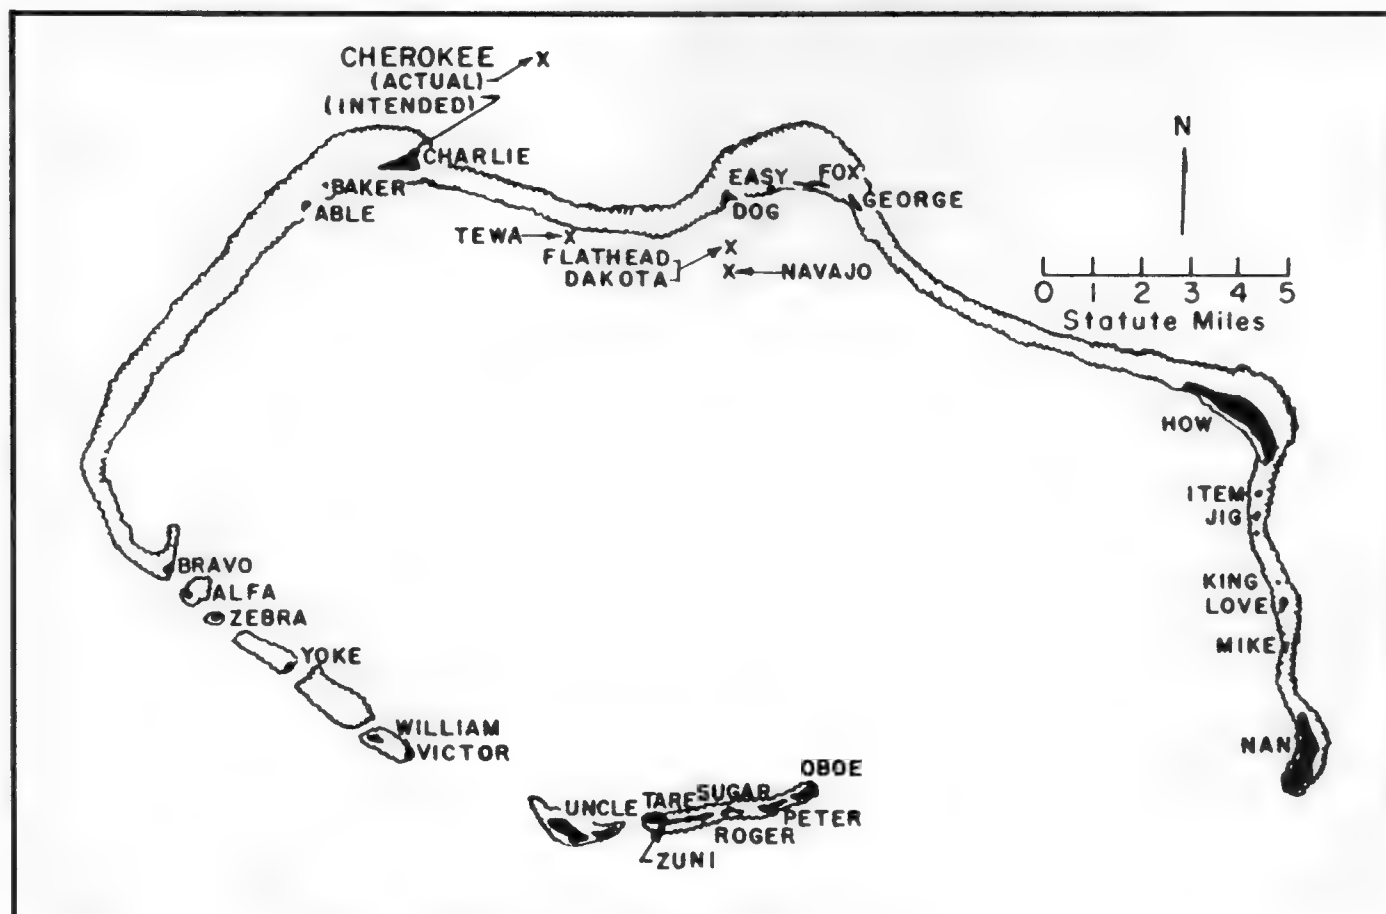 CHEROKEE
(ACTUAL)
(INTENDED)
N
CHARLIE
BAKER
ABLE
EASY
FOX
DOG
GEORGE
TEWA
FLATHEAD
DAKOTA
NAVAJO
0 1 2 3 4 5
Statute Miles
HOW
ITEM
JIG
KING
LOVE
MIKE
NAN
BRAVO
ALFA
ZEBRA
YOKE
WILLIAM
VICTOR
OBOE
UNCLE TARE SUGAR
PETER
ROGER
ZUNI